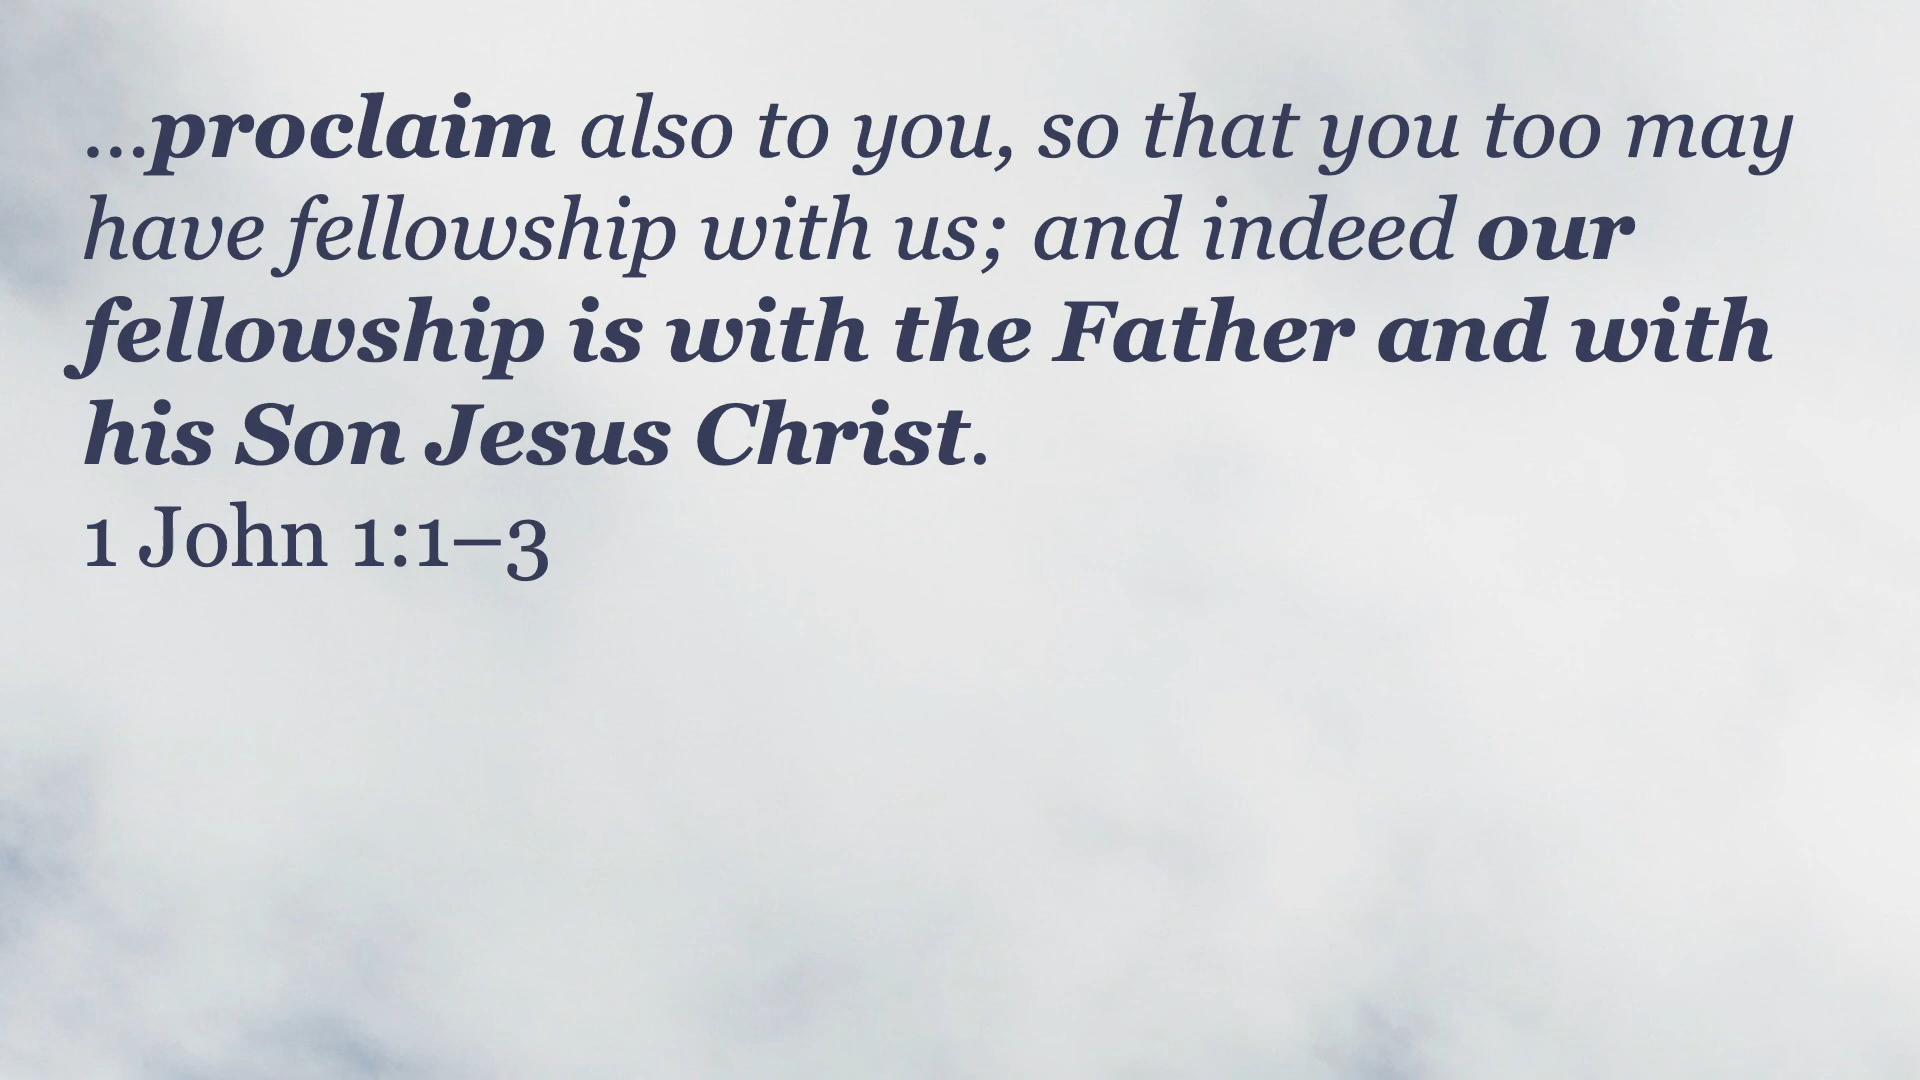 ...proclaim also to you, so that you too may
have fellowship with us; and indeed our
fellowship is with the Father and with
his Son Jesus Christ.
1 John 1:1–3